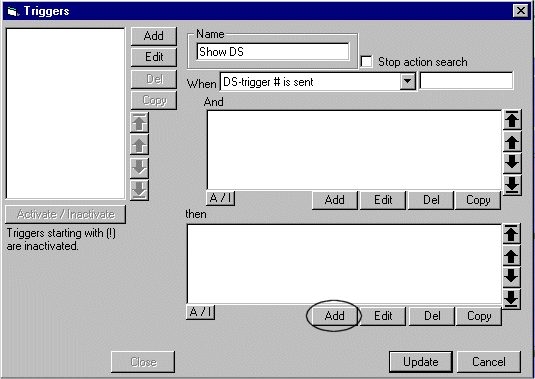 Triggers
Add
Edit
Del
Copy
Activate / Inactivate
Triggers starting with (!)
are inactivated.
Close
Name
Show DS
Stop action search
When DS-trigger # is sent
And
A / I Add Edit Del Copy
then
A / I Add Edit Del Copy
Update Cancel